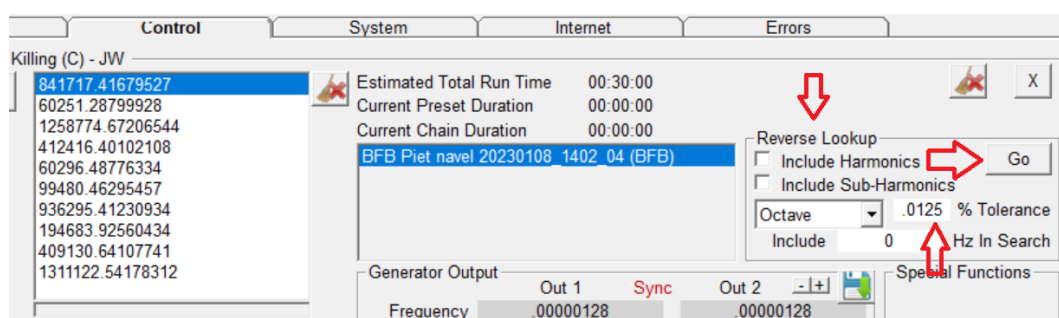 Control System Internet Errors
Killing (C) - JW
841717.41679527
60251.28799928
1258774.67206544
412416.40102108
60296.48776334
99480.46295457
936295.41230934
194683.92560434
409130.64107741
1311122.54178312
Estimated Total Run Time 00:30:00
Current Preset Duration 00:00:00
Current Chain Duration 00:00:00
X
BFB Piet navel 20230108_1402_04 (BFB)
Reverse Lookup
Include Harmonics
Go
Include Sub-Harmonics
Octave .0125 % Tolerance
Include 0 Hz In Search
Generator Output
Out 1 Sync Out 2 - +
Frequency .00000128 .00000128
Special Functions